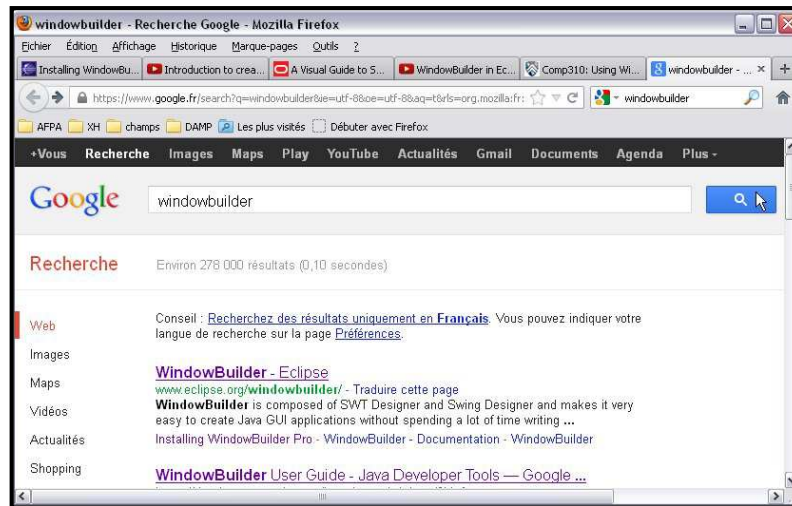 windowbuilder - Recherche Google - Mozilla Firefox
Fichier Édition Affichage Historique Marque-pages Outils ?
Installing WindowBu... Introduction to crea... A Visual Guide to S... WindowBuilder in Ec... Comp310: Using Wi... windowbuilder - ...
https://www.google.fr/search?q=windowbuilder&ie=utf-8&oe=utf-8&aq=t&rls=org.mozilla:fr: windowbuilder
AFPA XH champs DAMP Les plus visités Débuter avec Firefox
+Vous Recherche Images Maps Play YouTube Actualités Gmail Documents Agenda Plus
Google windowbuilder
Recherche Environ 278 000 résultats (0,10 secondes)
Web
Images
Maps
Vidéos
Actualités
Shopping
Conseil : Recherchez des résultats uniquement en Français. Vous pouvez indiquer votre
langue de recherche sur la page Préférences.
WindowBuilder - Eclipse
www.eclipse.org/windowbuilder/ - Traduire cette page
WindowBuilder is composed of SWT Designer and Swing Designer and makes it very
easy to create Java GUI applications without spending a lot of time writing ...
Installing WindowBuilder Pro - WindowBuilder - Documentation - WindowBuilder
WindowBuilder User Guide - Java Developer Tools — Google ...